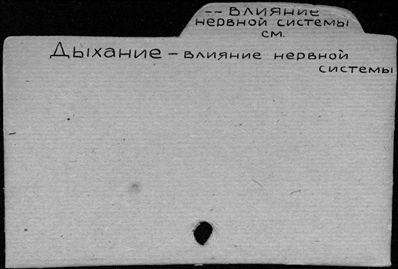 -- влияние
нервной системы
см.
Дыхание - влияние нервной
системы